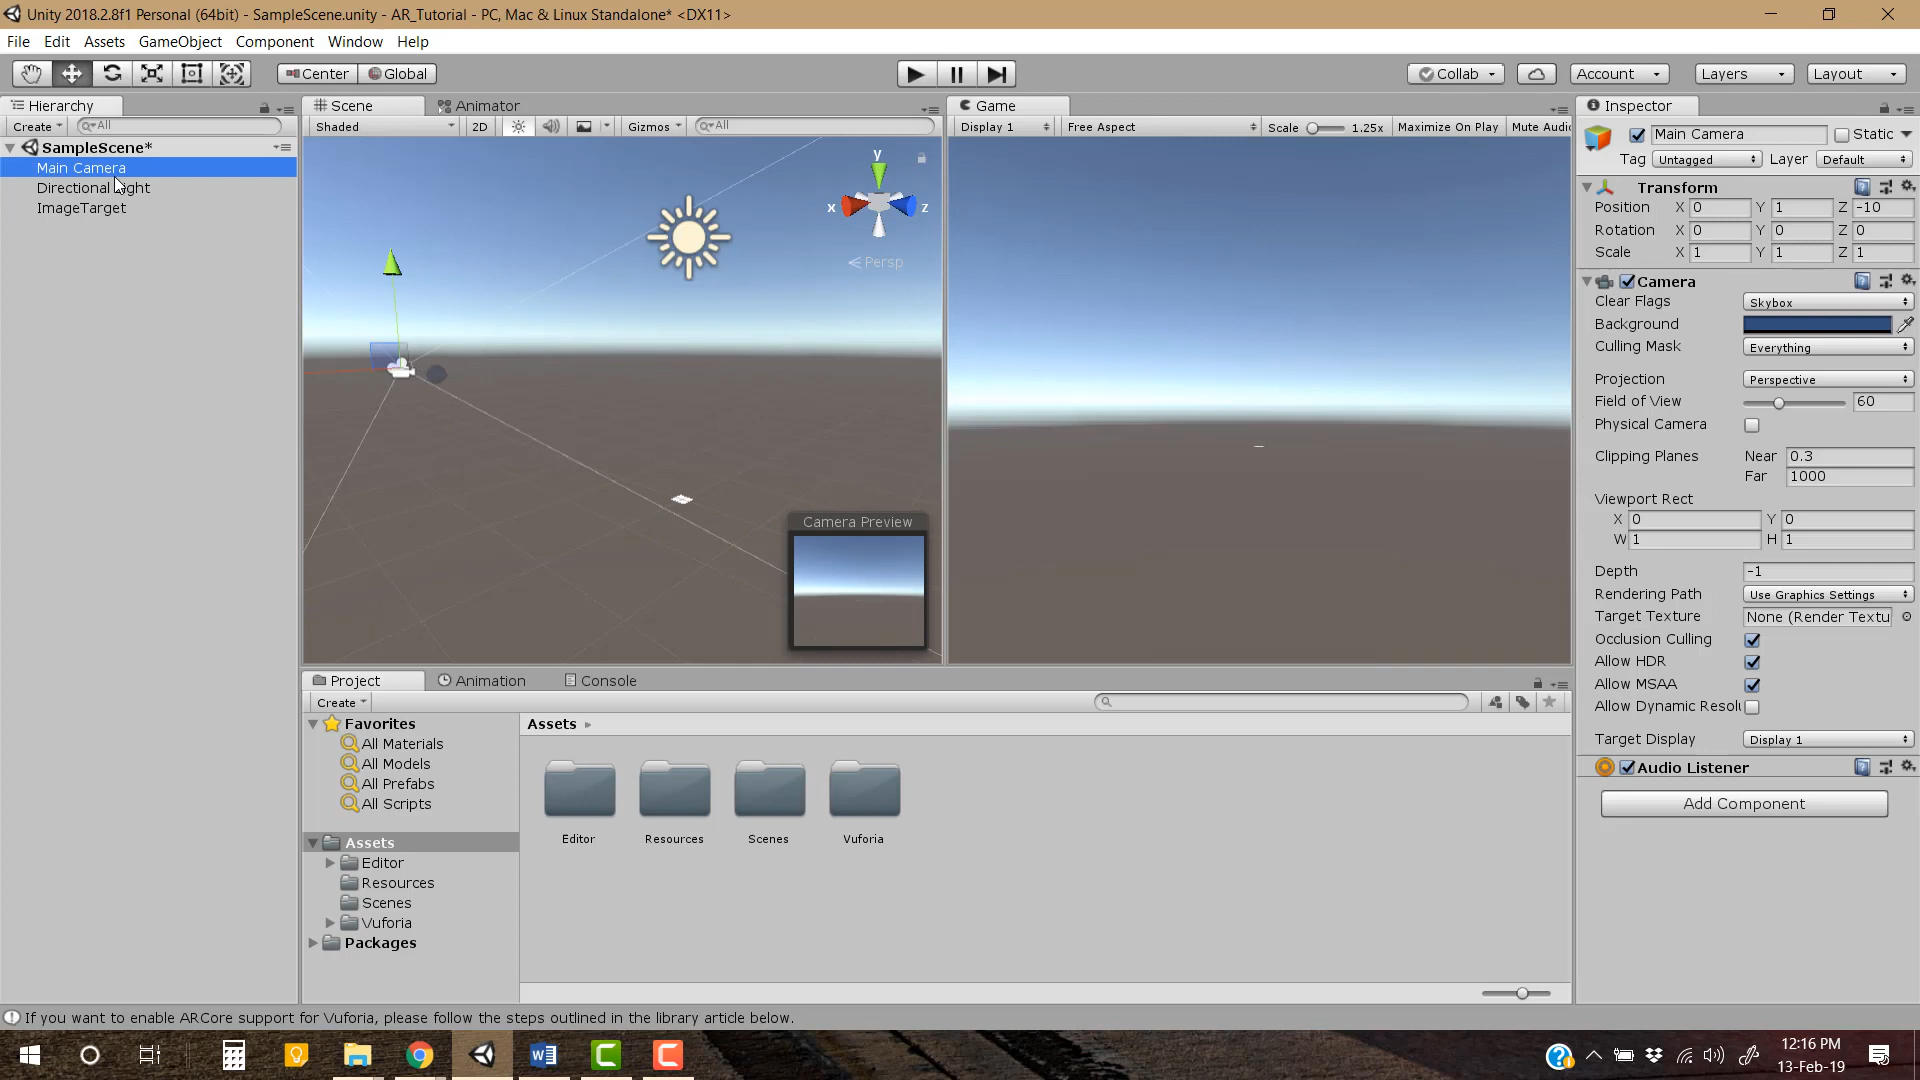 Unity 2018.2.8f1 Personal (64bit) - SampleScene.unity - AR_Tutorial - PC, Mac & Linux Standalone* <DX11>
File Edit Assets GameObject Component Window Help
Center Global Collab Account Layers Layout
Hierarchy
Create All
SampleScene*
Main Camera
Directional ght
ImageTarget
Scene Animator
Shaded 2D Gizmos All
y
x z
Persp
Camera Preview
Game
Display 1 Free Aspect Scale 1.25x Maximize On Play Mute Audi
Project Animation Console
Create
Favorites
All Materials
All Models
All Prefabs
All Scripts
Assets
Editor
Resources
Scenes
Vuforia
Packages
Assets
Editor Resources Scenes Vuforia
Inspector
Main Camera Static
Tag Untagged Layer Default
Transform
Position X 0 Y 1 Z -10
Rotation X 0 Y 0 Z 0
Scale X 1 Y 1 Z 1
Camera
Clear Flags Skybox
Background
Culling Mask Everything
Projection Perspective
Field of View 60
Physical Camera
Clipping Planes Near 0.3
Far 1000
Viewport Rect
X 0 Y 0
W 1 H 1
Depth -1
Rendering Path Use Graphics Settings
Target Texture None (Render Textu
Occlusion Culling
Allow HDR
Allow MSAA
Allow Dynamic Resolu
Target Display Display 1
Audio Listener
Add Component
If you want to enable ARCore support for Vuforia, please follow the steps outlined in the library article below.
12:16 PM
13-Feb-19